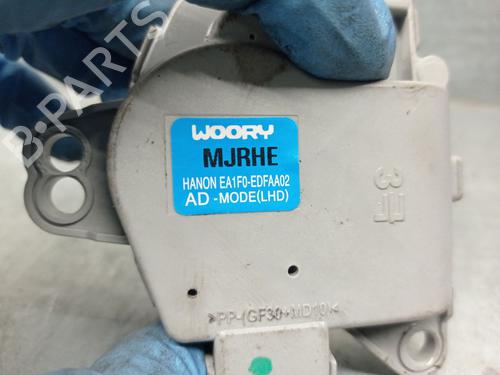 WOORY
MJRHE
HANON EA1F0-EDFAA02
AD -MODE(LHD)
>PP-(GF30+MD10)<
B-PARTS